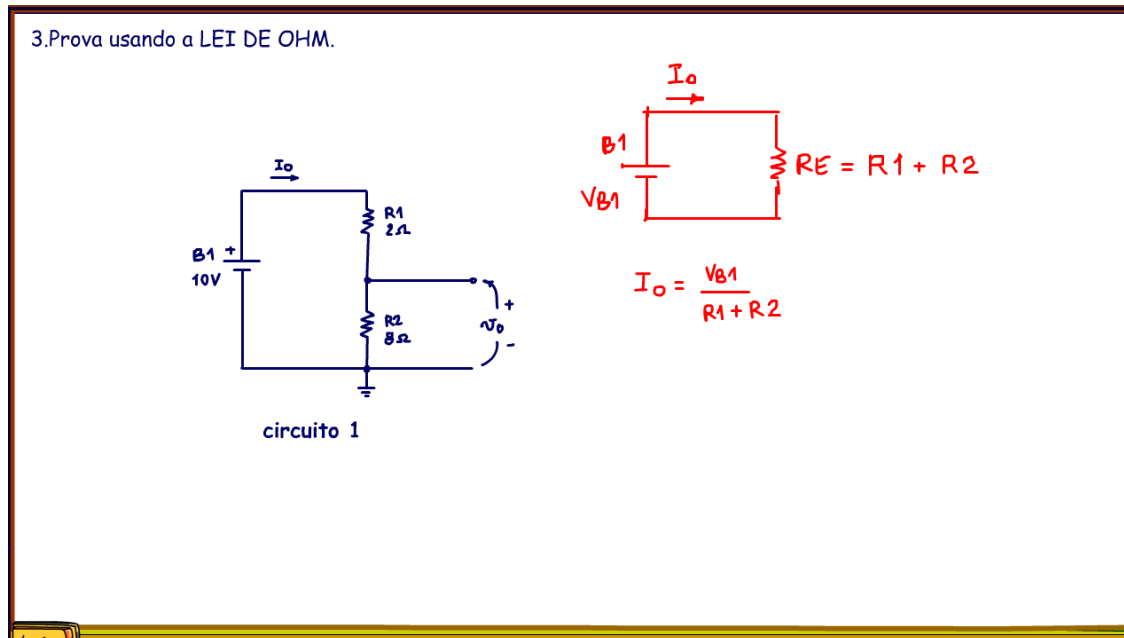 3.Prova usando a LEI DE OHM.
Io
B1
VB1
RE = R1 + R2
Io = VB1 / R1 + R2
Io
R1
2Ω
B1 +
10V
R2
8Ω
+
vo
-
circuito 1